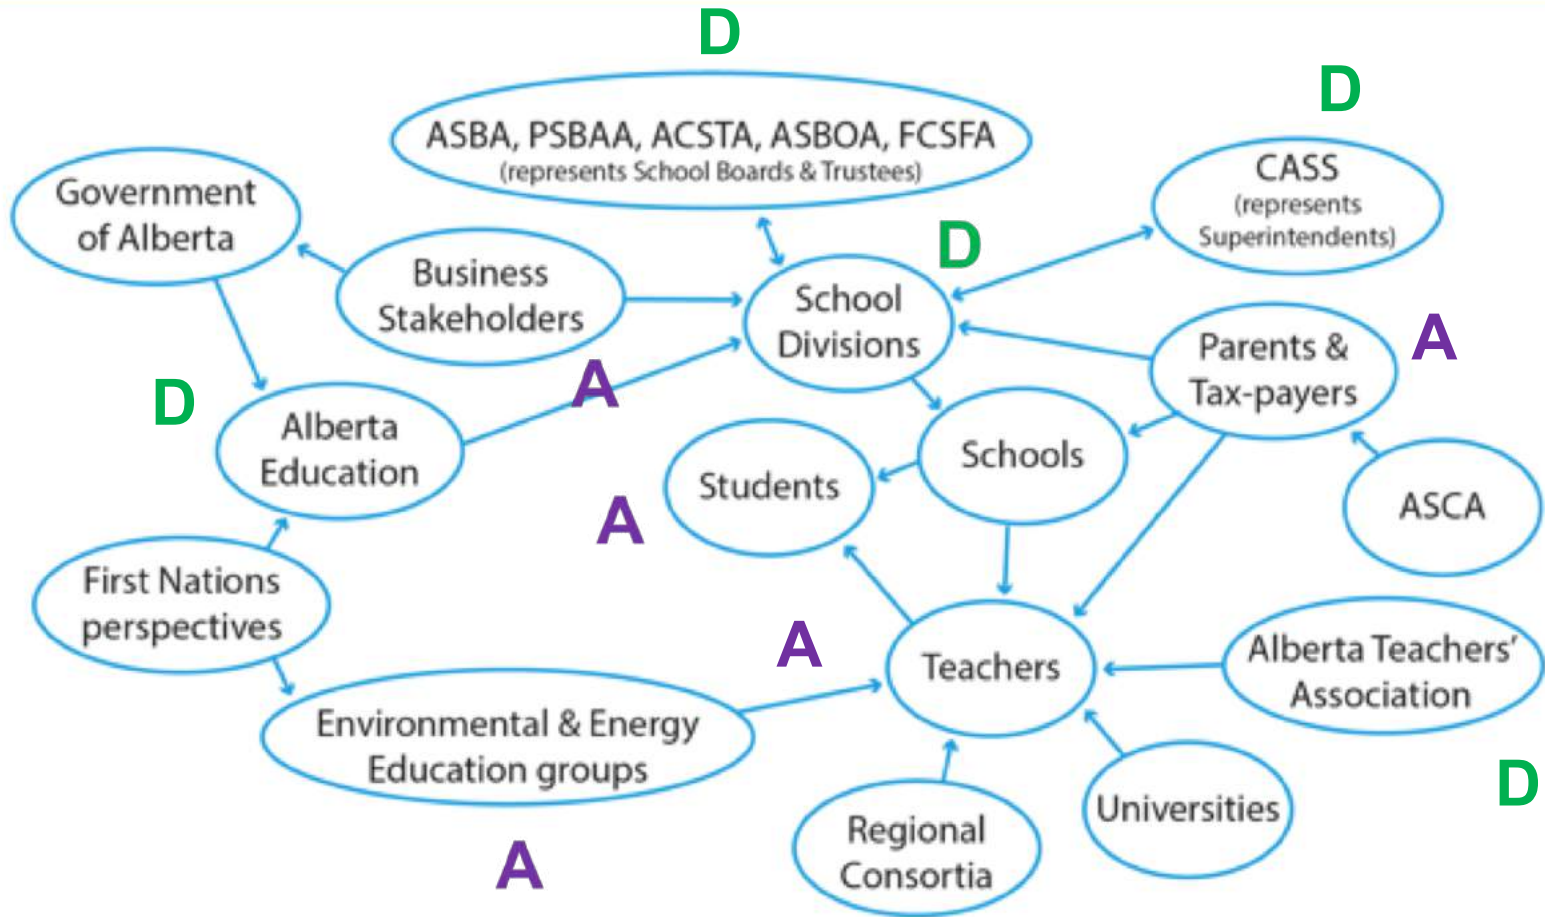 D
D
ASBA, PSBAA, ACSTA, ASBOA, FCSFA
(represents School Boards & Trustees)
CASS
(represents
Superintendents)
Government
of Alberta
D
Business
Stakeholders
School
Divisions
Parents &
Tax-payers
A
A
D
Alberta
Education
Students
Schools
ASCA
A
First Nations
perspectives
A
Teachers
Alberta Teachers'
Association
Environmental & Energy
Education groups
D
Universities
Regional
Consortia
A